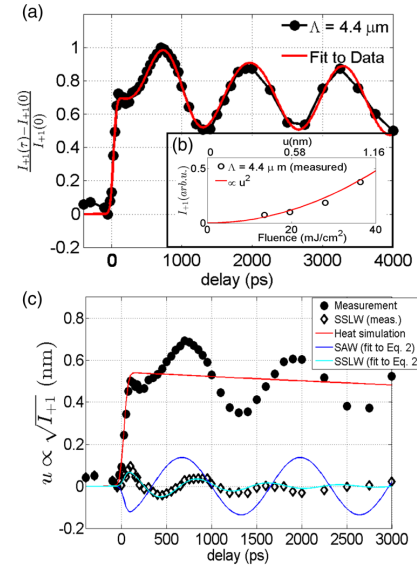 (a)
Λ = 4.4 μm
Fit to Data
I+1(τ)−I+1(0)
I+1(0)
1
0.8
0.6
0.4
0.2
0
-0.2
u(nm)
0 0.58 1.16
(b)
Λ = 4.4 μ m (measured)
∝ u²
I+1(arb.u.)
0.5
0
0 20 40
Fluence (mJ/cm²)
0 1000 2000 3000 4000
delay (ps)
(c)
Measurement
SSLW (meas.)
Heat simulation
SAW (fit to Eq. 2)
SSLW (fit to Eq. 2)
u ∝ √I+1 (nm)
0.8
0.6
0.4
0.2
0
-0.2
0 500 1000 1500 2000 2500 3000
delay (ps)